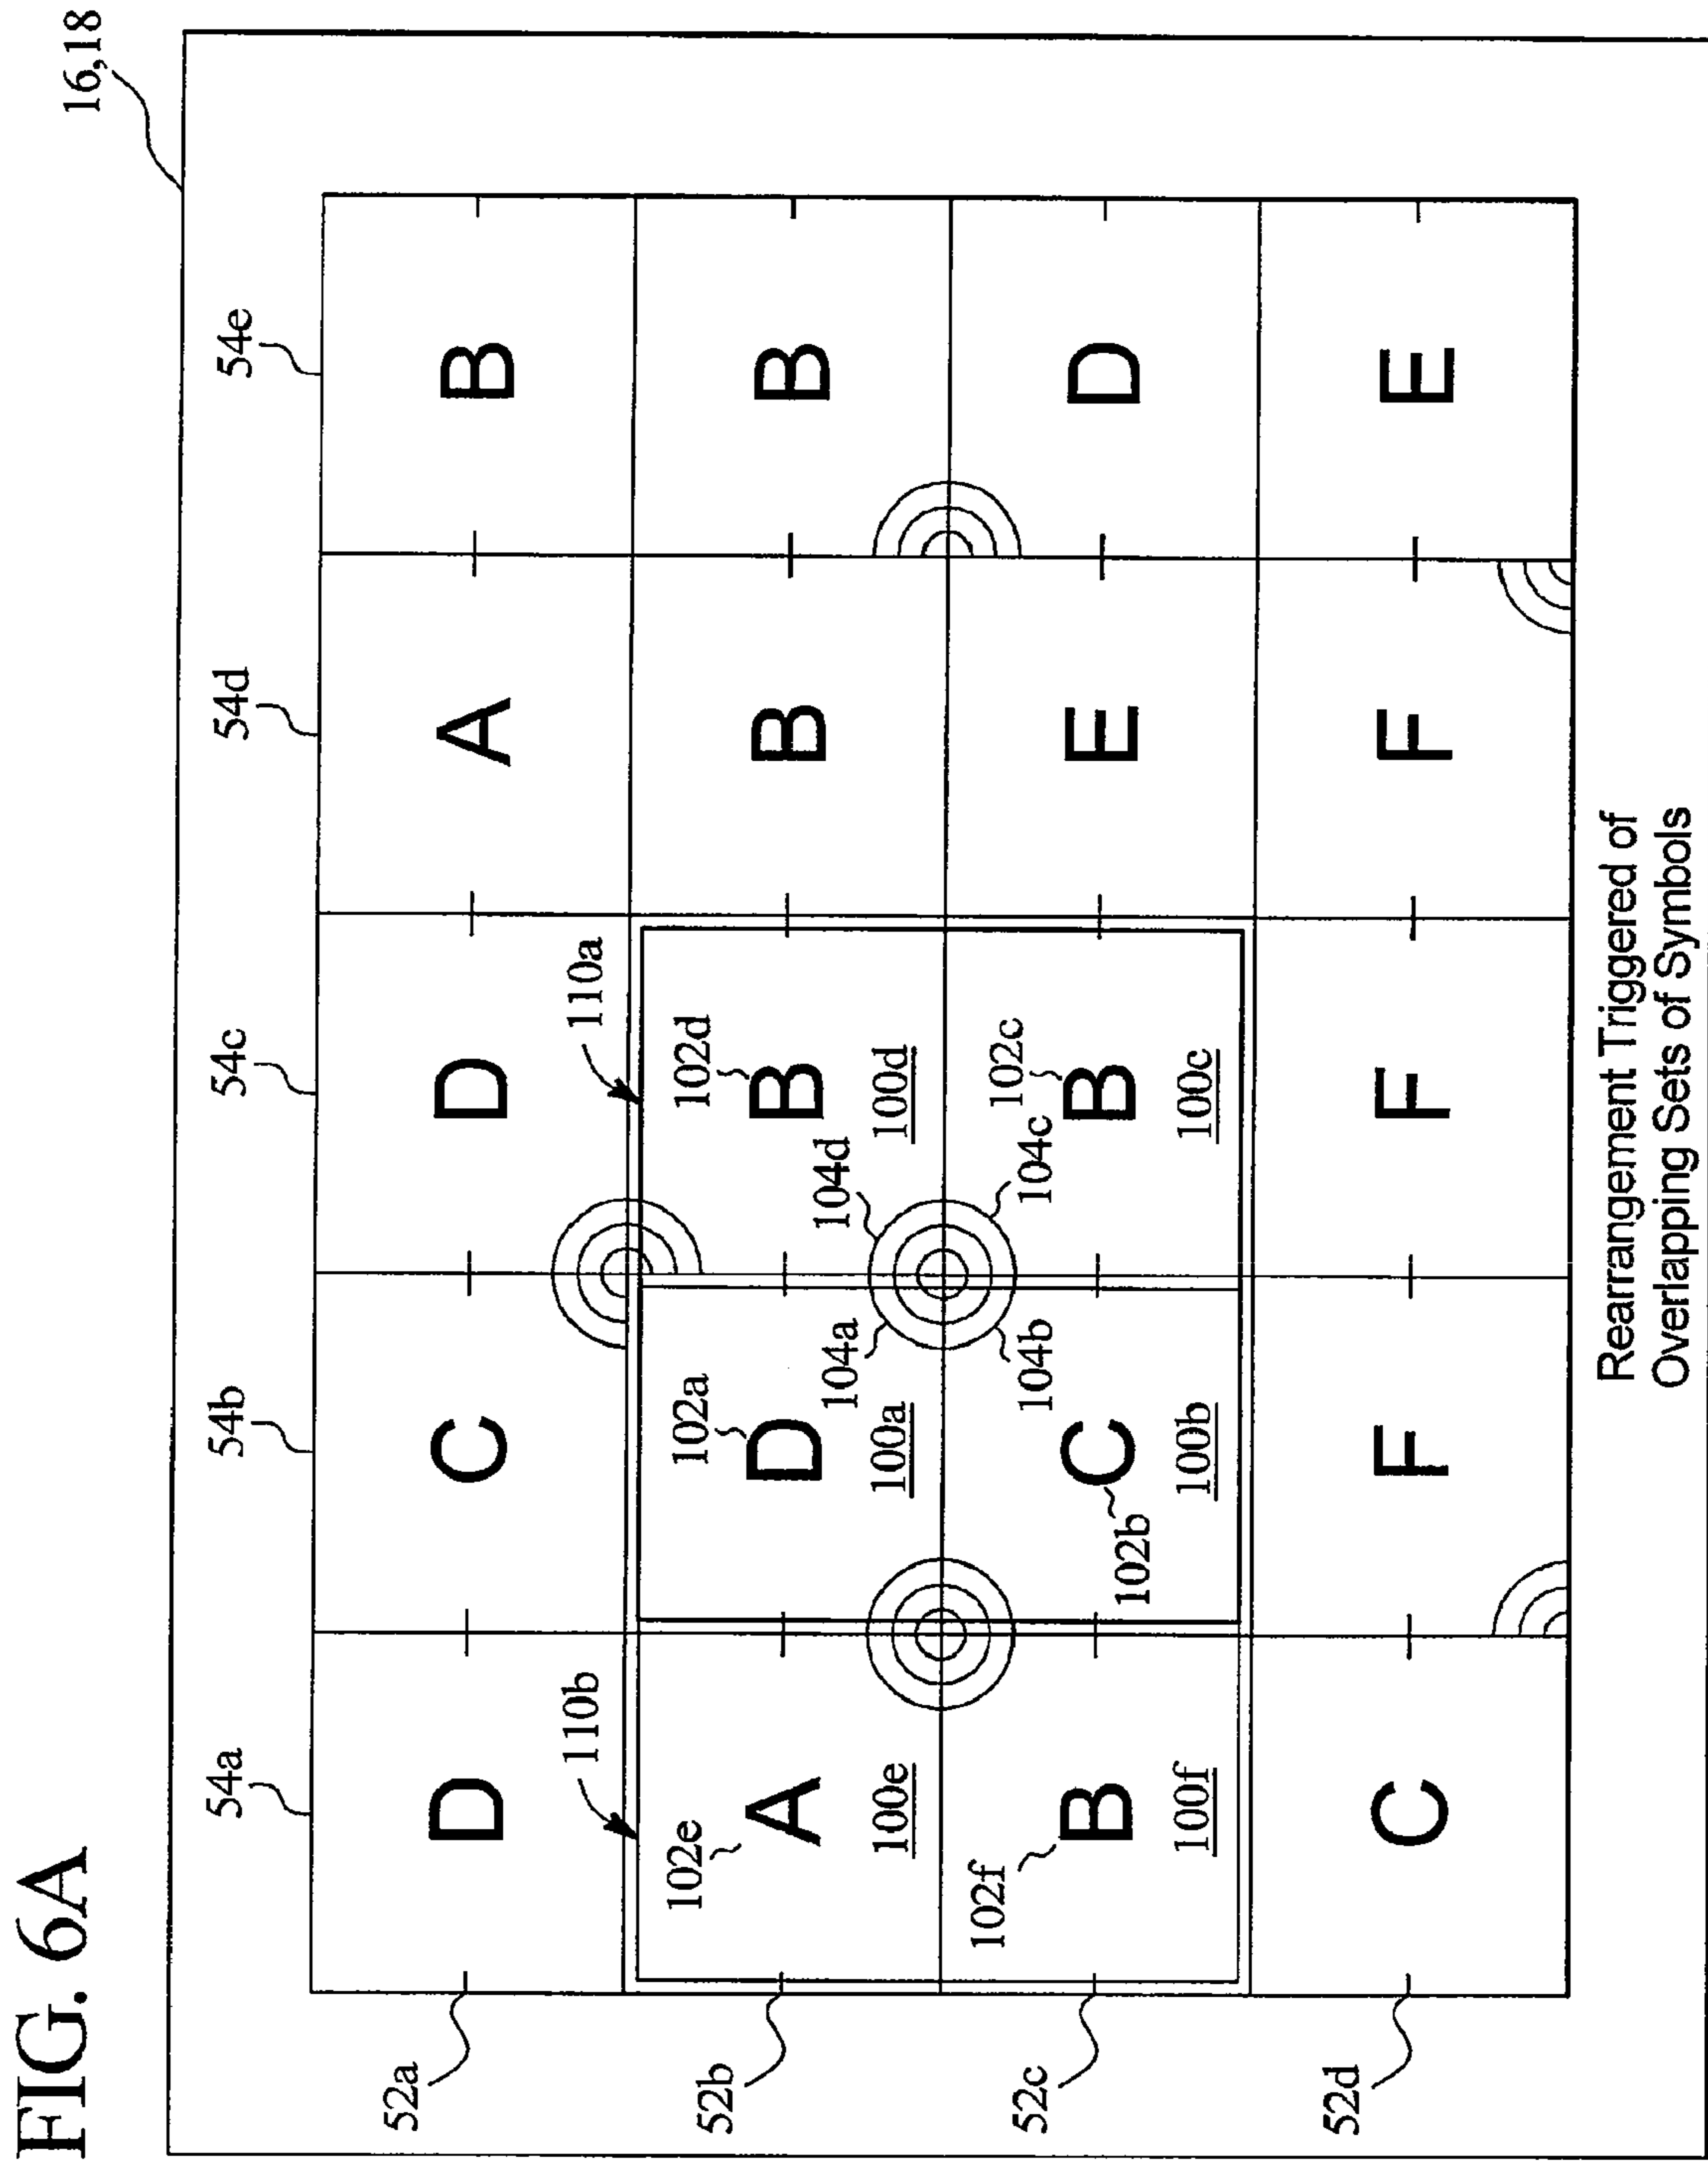 FIG. 6A
16,18
54a 54b 54c 54d 54e
52a D C D A B
110b 110a
102e 102a 102d
52b A D B B B
104a 104d
100e 100a 100d
102f 102b 104b 104c 102c
52c B C B E D
100f 100b 100c
52d C F F F E
Rearrangement Triggered of
Overlapping Sets of Symbols